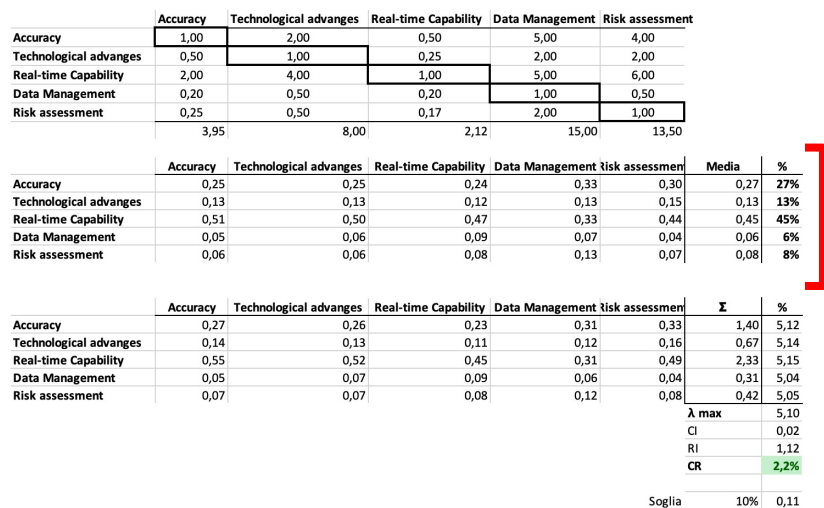 Accuracy Technological advanges Real-time Capability Data Management Risk assessment
Accuracy 1,00 2,00 0,50 5,00 4,00
Technological advanges 0,50 1,00 0,25 2,00 2,00
Real-time Capability 2,00 4,00 1,00 5,00 6,00
Data Management 0,20 0,50 0,20 1,00 0,50
Risk assessment 0,25 0,50 0,17 2,00 1,00
3,95 8,00 2,12 15,00 13,50
Accuracy Technological advanges Real-time Capability Data Management Risk assessment Media %
Accuracy 0,25 0,25 0,24 0,33 0,30 0,27 27%
Technological advanges 0,13 0,13 0,12 0,13 0,15 0,13 13%
Real-time Capability 0,51 0,50 0,47 0,33 0,44 0,45 45%
Data Management 0,05 0,06 0,09 0,07 0,04 0,06 6%
Risk assessment 0,06 0,06 0,08 0,13 0,07 0,08 8%
Accuracy Technological advanges Real-time Capability Data Management Risk assessment Σ %
Accuracy 0,27 0,26 0,23 0,31 0,33 1,40 5,12
Technological advanges 0,14 0,13 0,11 0,12 0,16 0,67 5,14
Real-time Capability 0,55 0,52 0,45 0,31 0,49 2,33 5,15
Data Management 0,05 0,07 0,09 0,06 0,04 0,31 5,04
Risk assessment 0,07 0,07 0,08 0,12 0,08 0,42 5,05
λ max 5,10
CI 0,02
RI 1,12
CR 2,2%
Soglia 10% 0,11